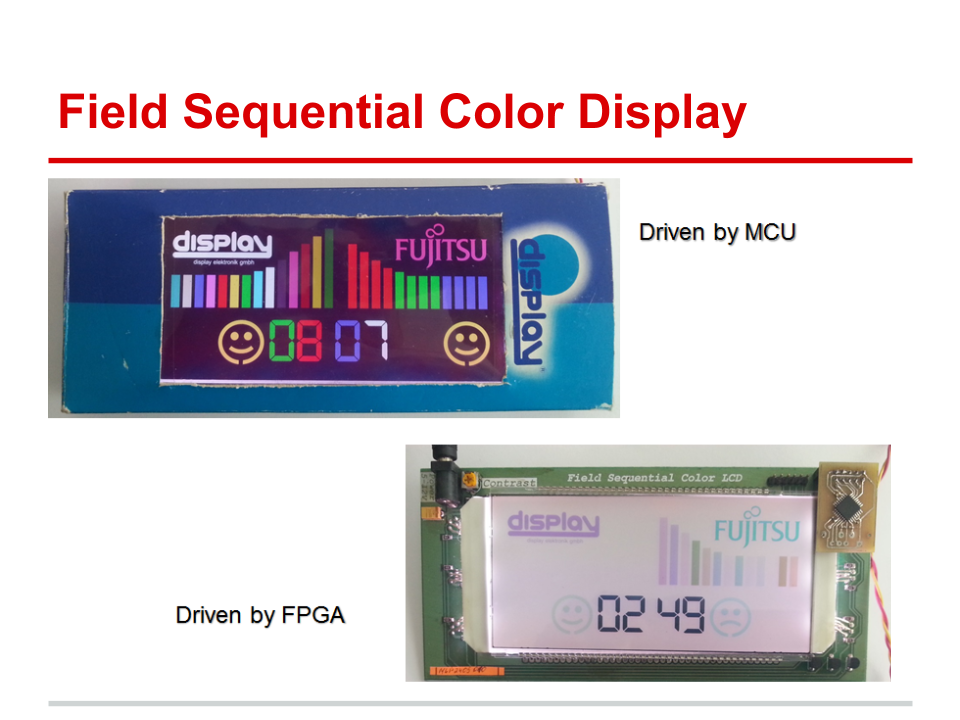 Field Sequential Color Display
Driven by MCU
display
display elektronik gmbh
FUJITSU
08 07
display
Driven by FPGA
Contrast
Field Sequential Color LCD
display
display elektronik gmbh
FUJITSU
02 49